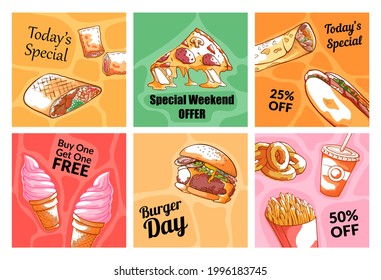 Today's
Special
Special Weekend
OFFER
Today's
Special
25%
OFF
Buy One
Get One
FREE
Burger
Day
50%
OFF
shutterstock.com · 1996183745